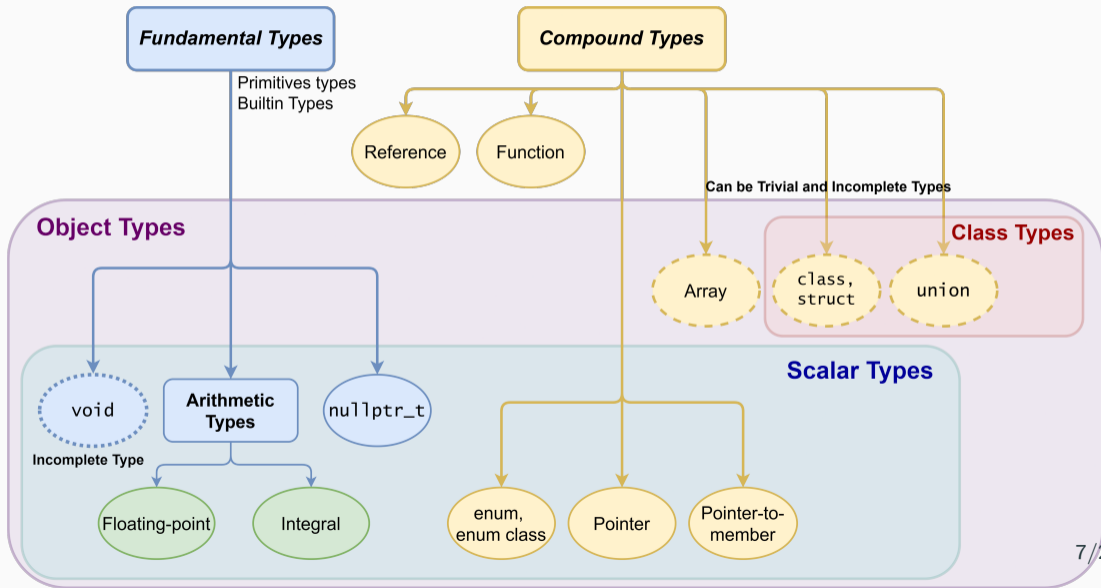 Fundamental Types
Compound Types
Primitives types
Builtin Types
Reference
Function
Can be Trivial and Incomplete Types
Object Types
Class Types
Array
class,
struct
union
Scalar Types
void
Arithmetic
Types
nullptr_t
Incomplete Type
Floating-point
Integral
enum,
enum class
Pointer
Pointer-to-
member
7/2